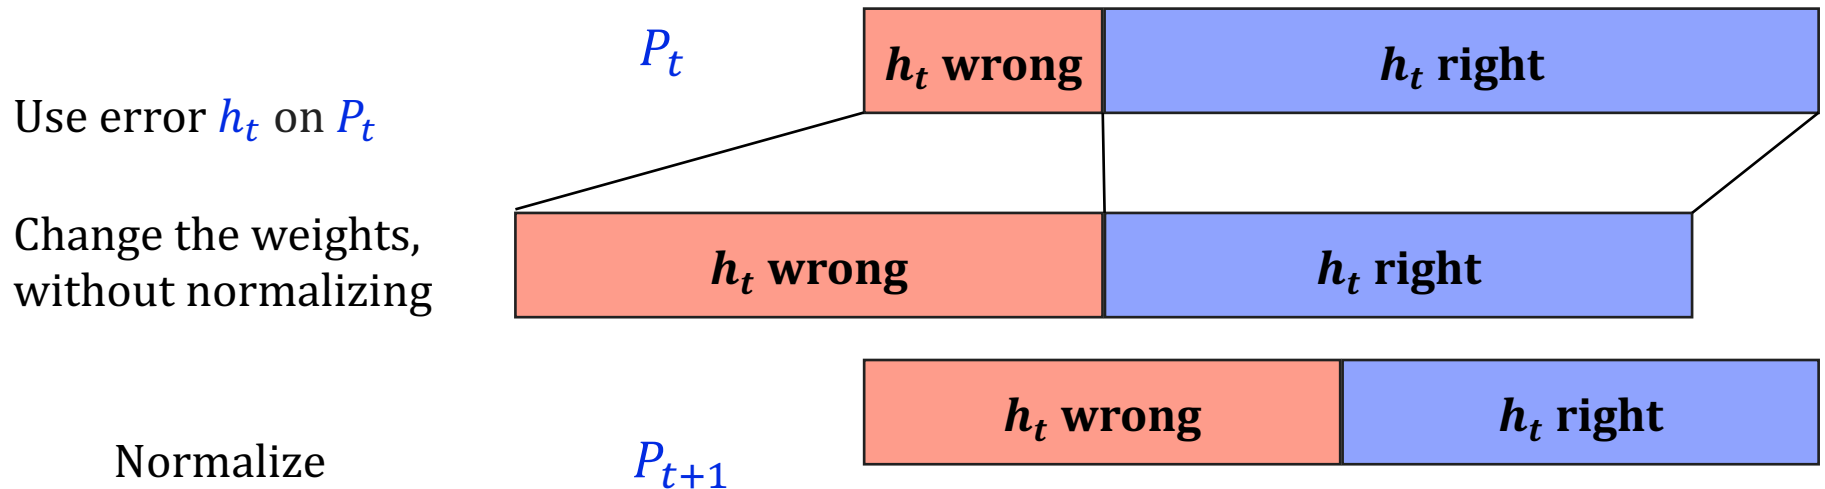 P_t
h_t wrong
h_t right
Use error h_t on P_t
Change the weights,
without normalizing
h_t wrong
h_t right
h_t wrong
h_t right
Normalize
P_{t+1}